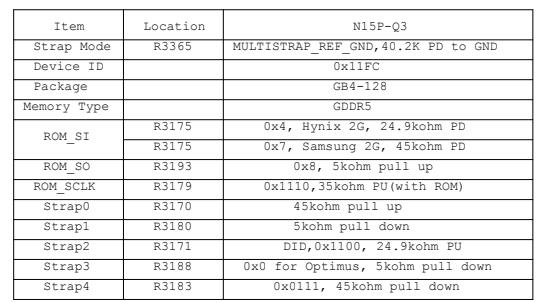 Item Location N15P-Q3
Strap Mode R3365 MULTISTRAP_REF_GND,40.2K PD to GND
Device ID 0x11FC
Package GB4-128
Memory Type GDDR5
ROM_SI R3175 0x4, Hynix 2G, 24.9kohm PD
R3175 0x7, Samsung 2G, 45kohm PD
ROM_SO R3193 0x8, 5kohm pull up
ROM_SCLK R3179 0x1110,35kohm PU(with ROM)
Strap0 R3170 45kohm pull up
Strap1 R3180 5kohm pull down
Strap2 R3171 DID,0x1100, 24.9kohm PU
Strap3 R3188 0x0 for Optimus, 5kohm pull down
Strap4 R3183 0x0111, 45kohm pull down